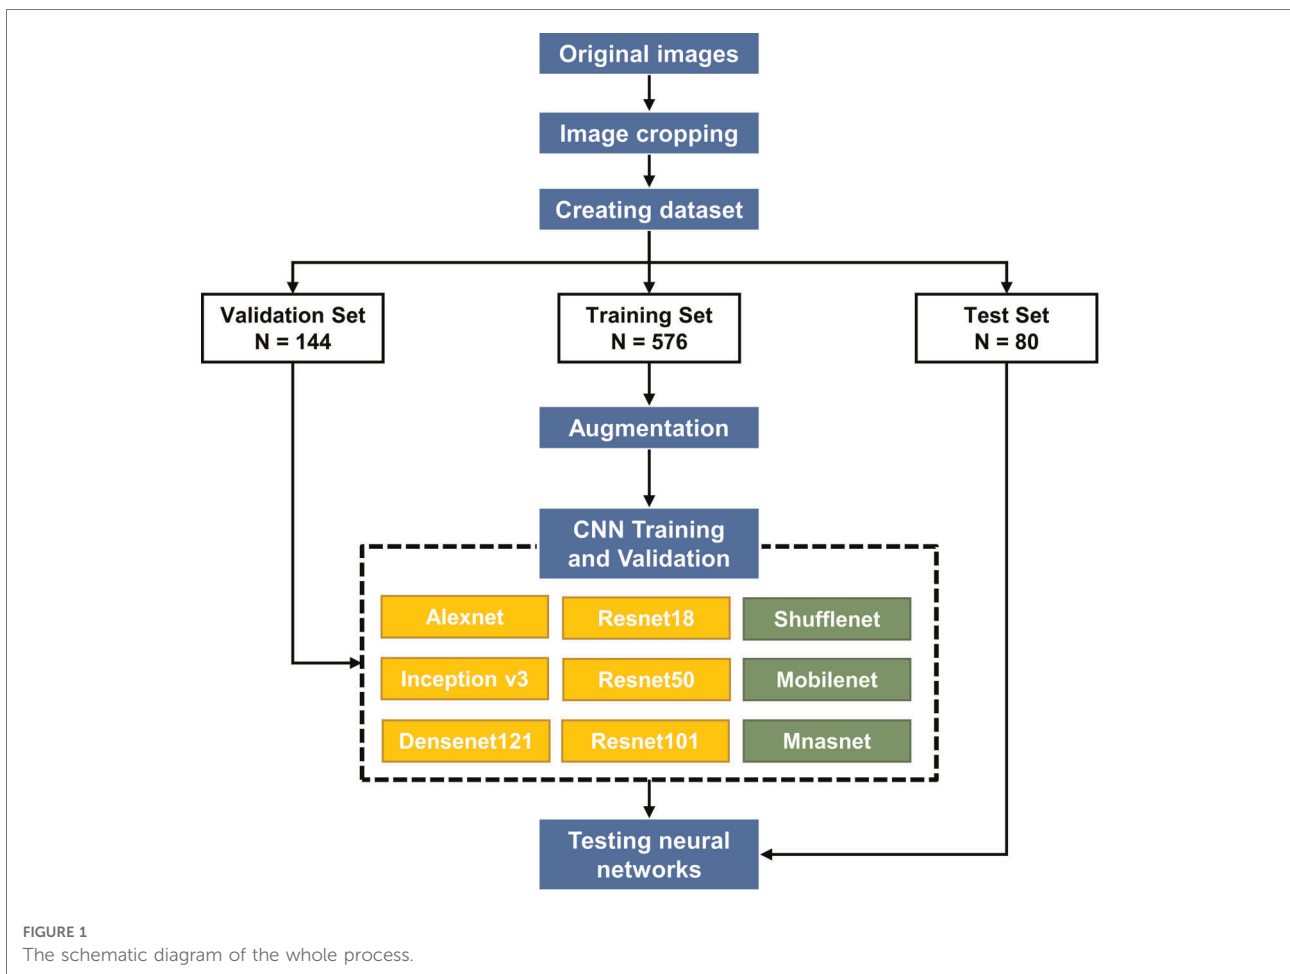 Original images
Image cropping
Creating dataset
Validation Set
N = 144
Training Set
N = 576
Test Set
N = 80
Augmentation
CNN Training
and Validation
Alexnet
Resnet18
Shufflenet
Inception v3
Resnet50
Mobilenet
Densenet121
Resnet101
Mnasnet
Testing neural
networks
FIGURE 1
The schematic diagram of the whole process.